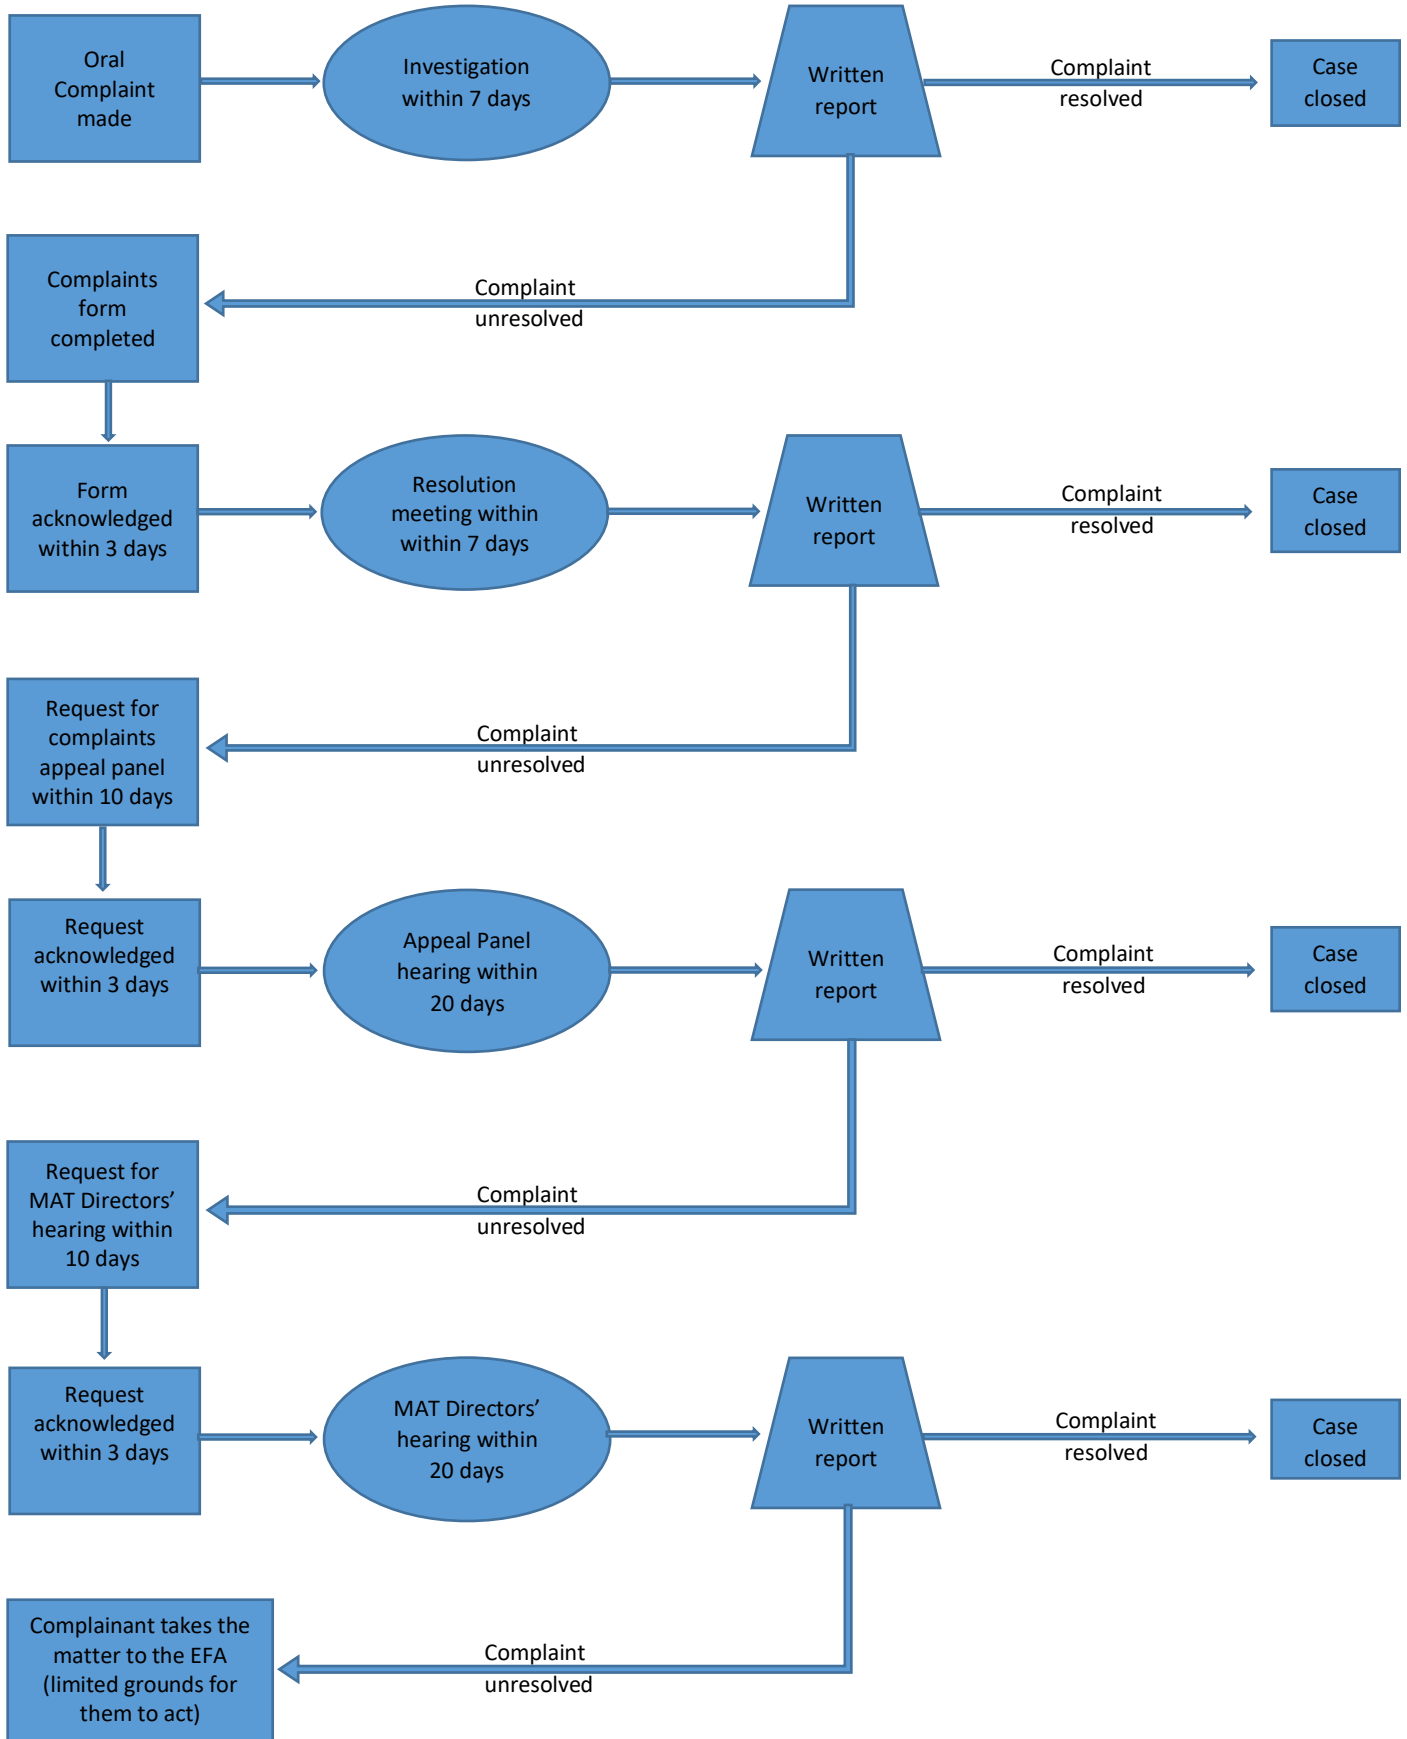 Oral
Complaint
made
Investigation
within 7 days
Written
report
Complaint
resolved
Case
closed
Complaints
form
completed
Complaint
unresolved
Form
acknowledged
within 3 days
Resolution
meeting within
within 7 days
Written
report
Complaint
resolved
Case
closed
Request for
complaints
appeal panel
within 10 days
Complaint
unresolved
Request
acknowledged
within 3 days
Appeal Panel
hearing within
20 days
Written
report
Complaint
resolved
Case
closed
Request for
MAT Directors’
hearing within
10 days
Complaint
unresolved
Request
acknowledged
within 3 days
MAT Directors’
hearing within
20 days
Written
report
Complaint
resolved
Case
closed
Complainant takes the
matter to the EFA
(limited grounds for
them to act)
Complaint
unresolved